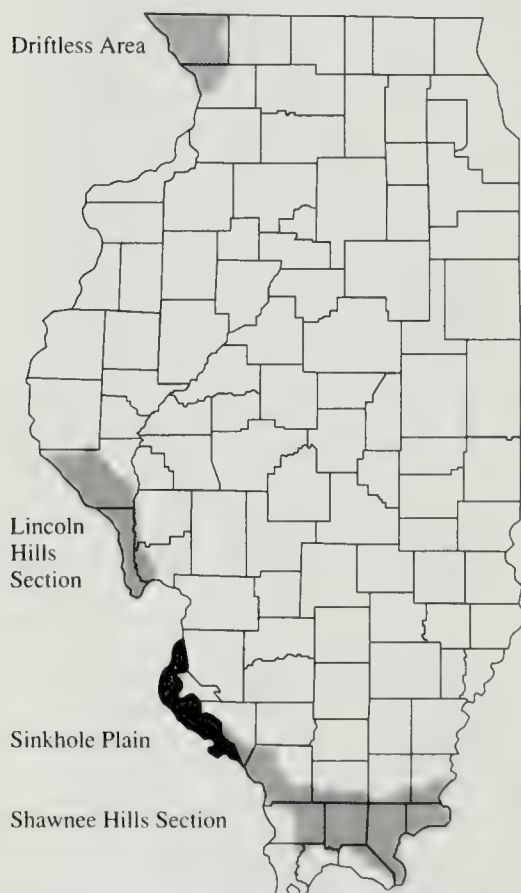 Driftless Area
Lincoln
Hills
Section
Sinkhole Plain
Shawnee Hills Section